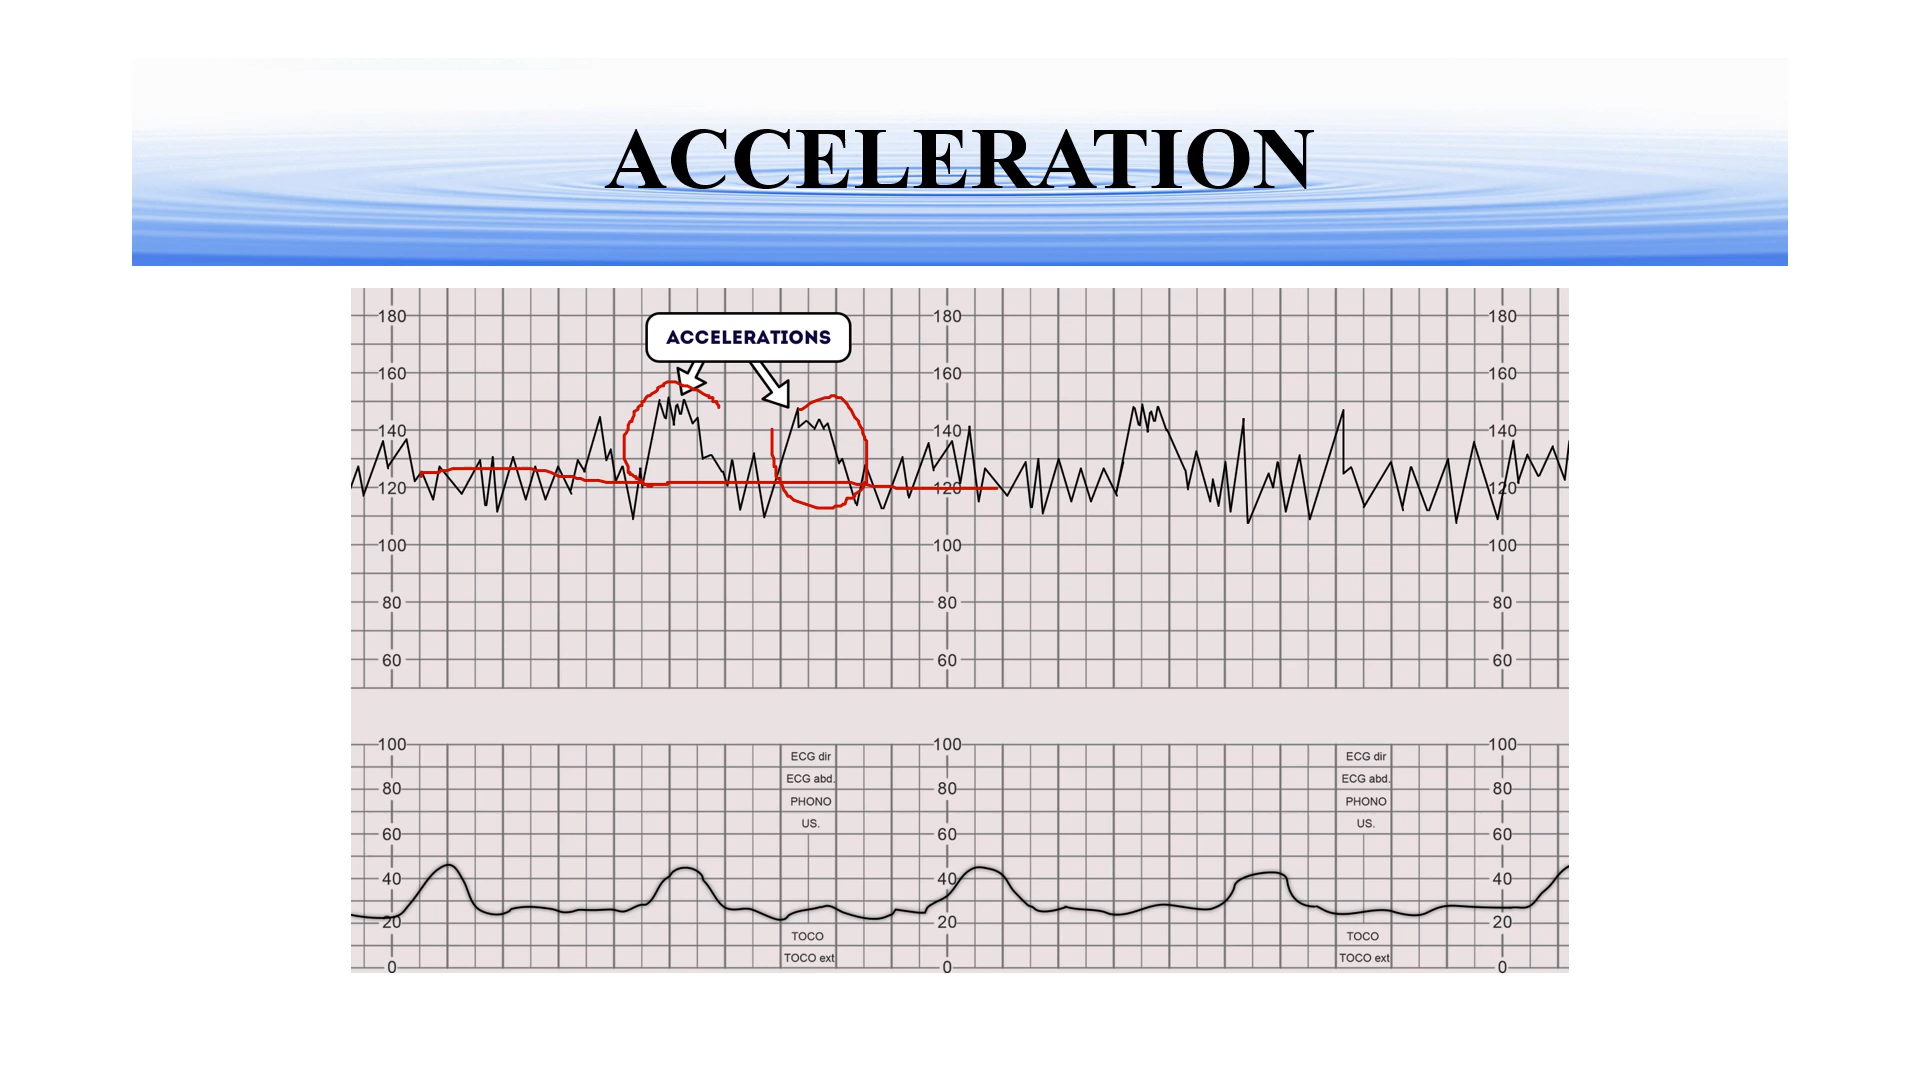 ACCELERATION
ACCELERATIONS
180 180 180
160 160 160
140 140 140
120 120 120
100 100 100
80 80 80
60 60 60
100 100 100
ECG dir ECG dir
ECG abd. ECG abd.
80 80 80
PHONO PHONO
US. US.
60 60 60
40 40 40
20 20 20
TOCO TOCO
TOCO ext TOCO ext
0 0 0